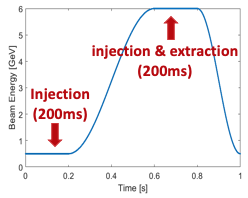 6
5
4
3
2
1
0
Beam Energy [GeV]
Injection
(200ms)
injection & extraction
(200ms)
0
0.2
0.4
0.6
0.8
1
Time [s]